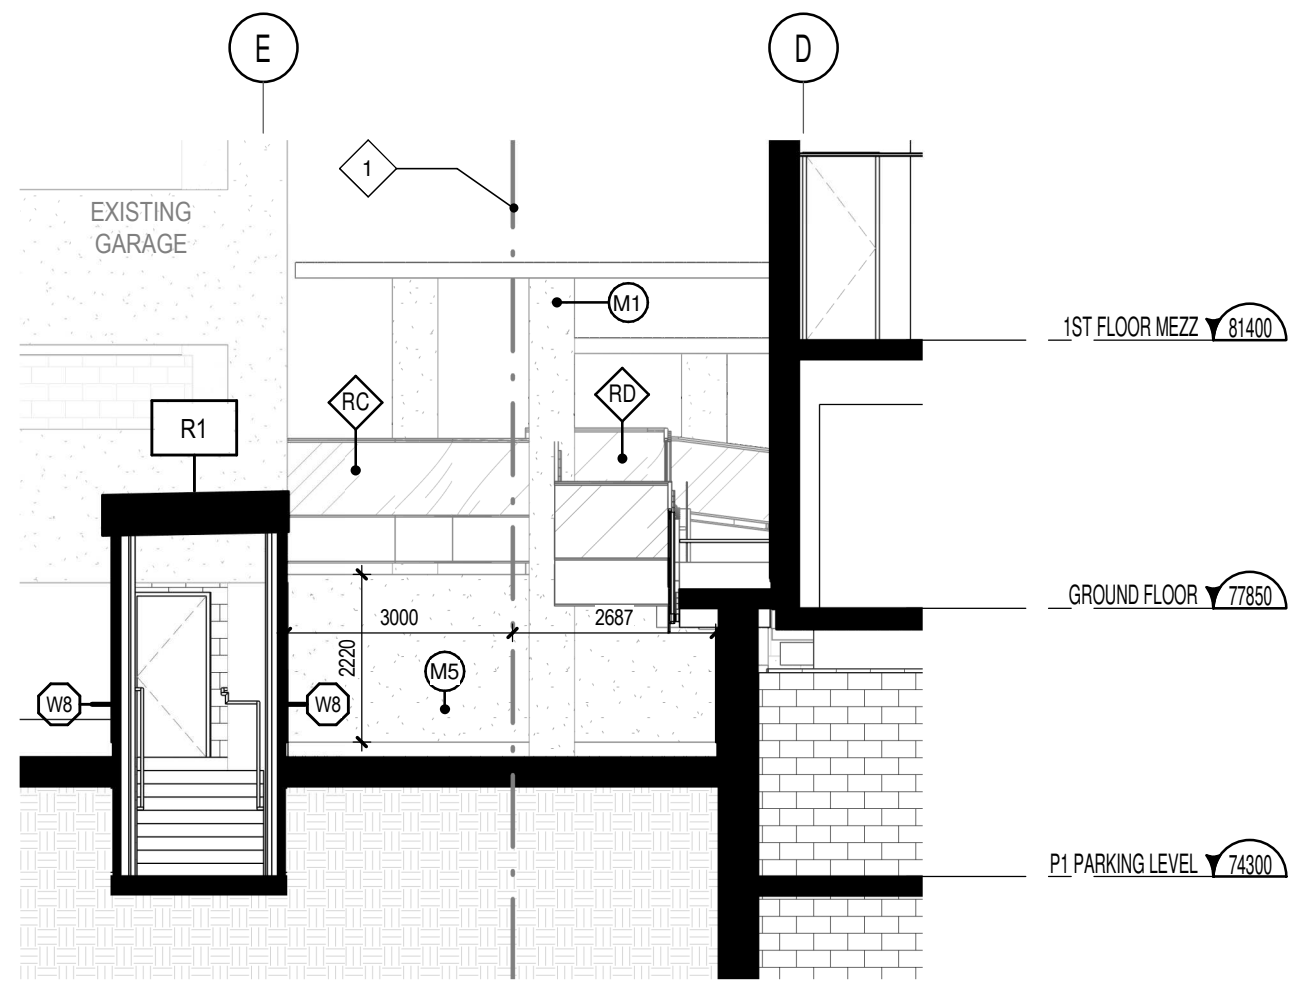 E
D
1
EXISTING
GARAGE
M1
1ST FLOOR MEZZ
81400
RC
RD
R1
GROUND FLOOR
77850
3000
2687
2220
M5
W8
W8
P1 PARKING LEVEL
74300